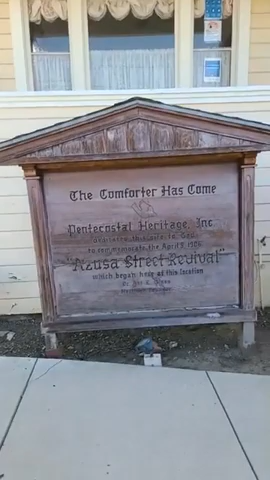 The Comforter Has Come
Pentecostal Heritage, Inc.
dedicates this site to God
to commemorate the April 9, 1906
"Azusa Street Revival"
which began here at this location